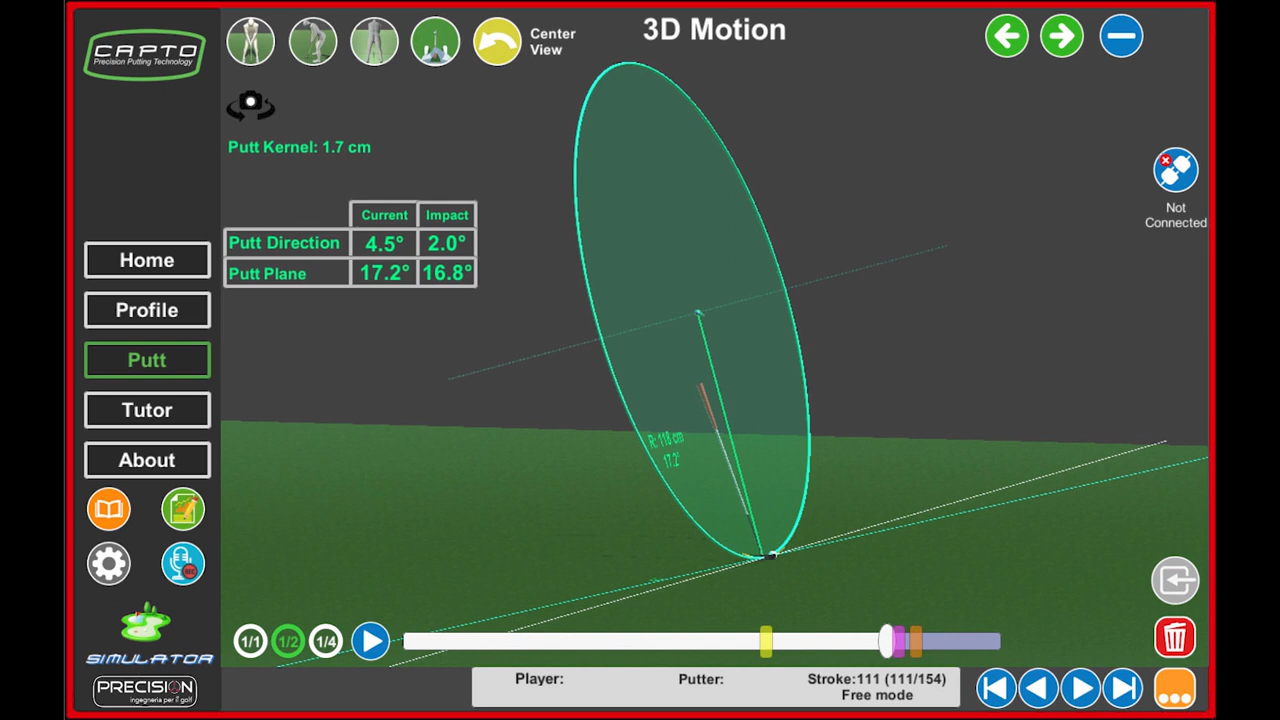 CAPTO
Precision Putting Technology
Center
View
3D Motion
Putt Kernel: 1.7 cm
Current Impact
Putt Direction 4.5° 2.0°
Putt Plane 17.2° 16.8°
Not
Connected
Home
Profile
Putt
Tutor
About
R: 118 cm
17.2°
REC
1/1 1/2 1/4
SIMULATOR
PRECISION
ingegneria per il golf
Player: Putter: Stroke:111 (111/154)
Free mode